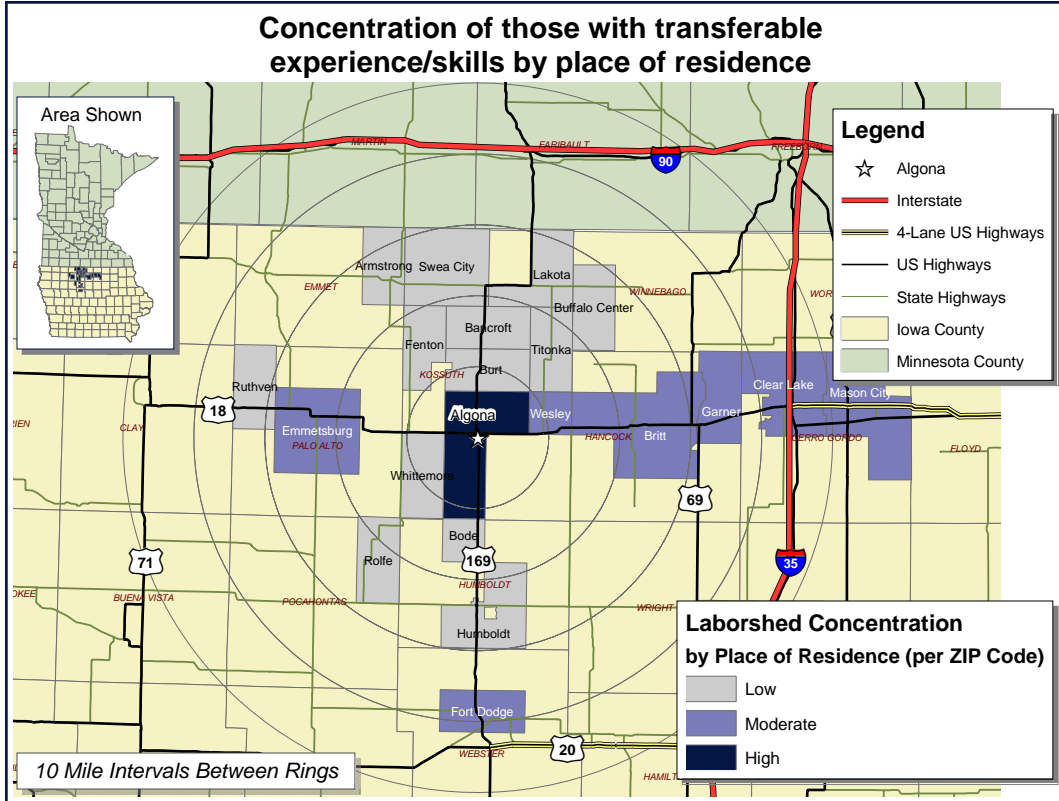 Concentration of those with transferable
experience/skills by place of residence
Area Shown
Legend
Algona
Interstate
4-Lane US Highways
US Highways
State Highways
Iowa County
Minnesota County
MARTIN
FARIBAULT
FREEBORN
90
Armstrong
Swea City
Lakota
EMMET
WINNEBAGO
WOR
Buffalo Center
Bancroft
Fenton
Titonka
KOSSUTH
Burt
Ruthven
Clear Lake
Mason City
18
Algona
Wesley
Garner
RIEN
CLAY
Emmetsburg
PALO ALTO
HANCOCK
Britt
CERRO GORDO
FLOYD
Whittemore
69
Bode
Rolfe
71
169
35
HUMBOLDT
OKEE
BUENA VISTA
POCAHONTAS
WRIGHT
Humboldt
Laborshed Concentration
by Place of Residence (per ZIP Code)
Low
Moderate
High
Fort Dodge
WEBSTER
20
HAMILT
10 Mile Intervals Between Rings